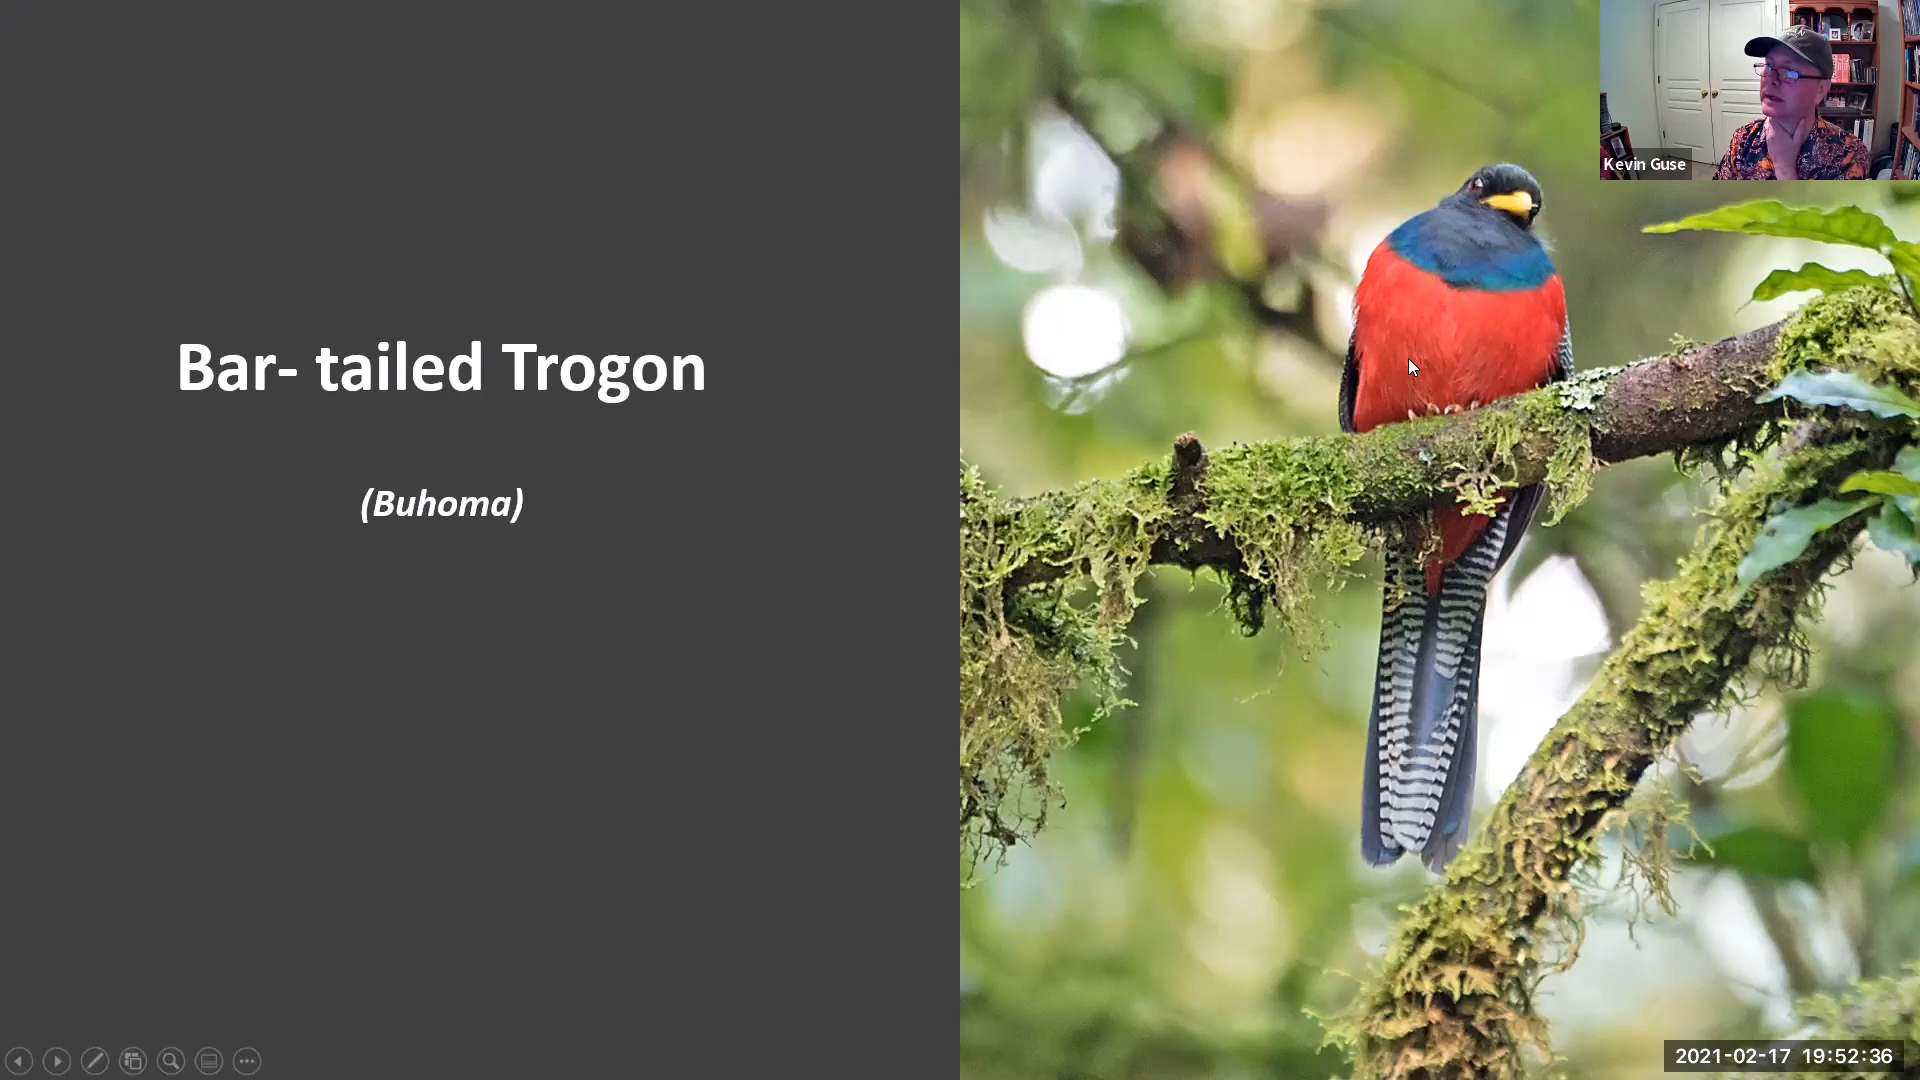 Bar- tailed Trogon
(Buhoma)
Kevin Guse
2021-02-17 19:52:36